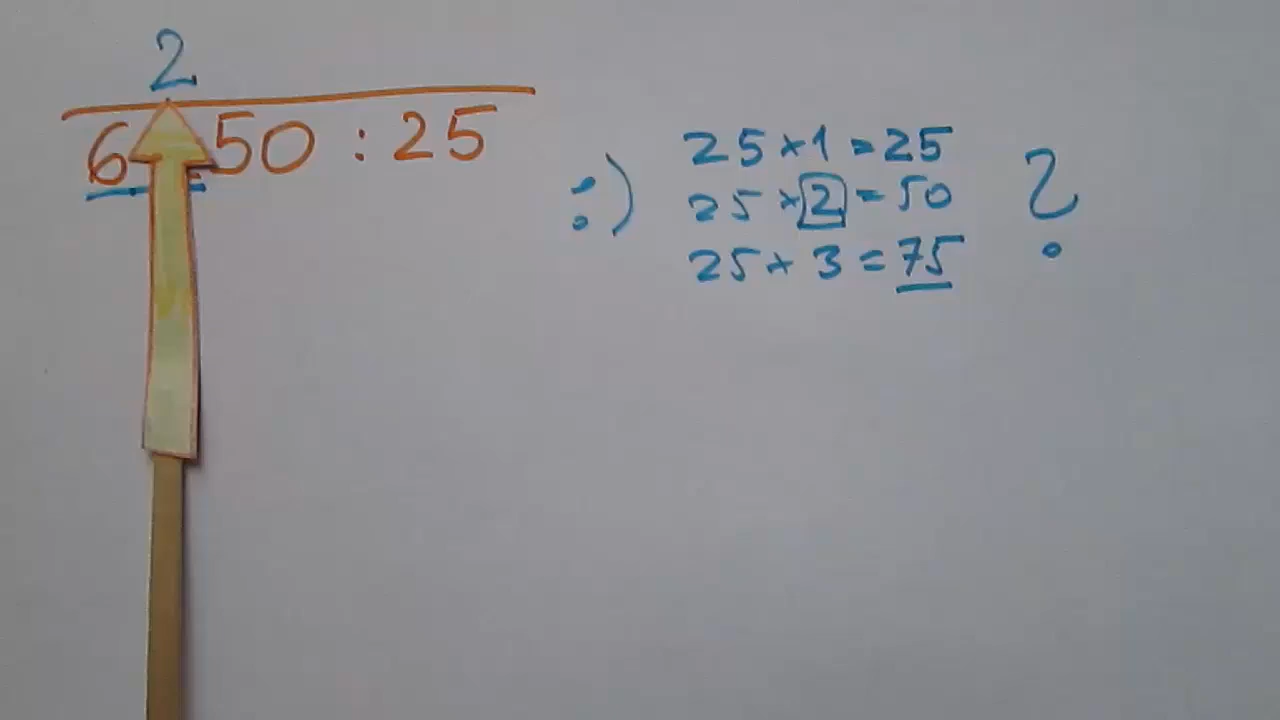 2
6 50 : 25
:) 25 × 1 = 25 ?
25 × 2 = 50
25 × 3 = 75